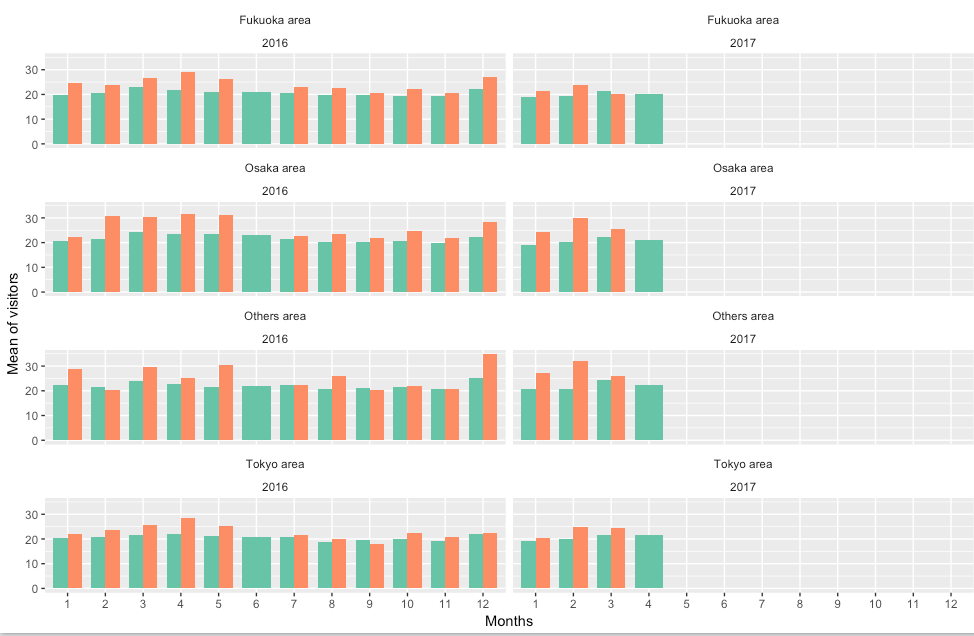 Fukuoka area Fukuoka area
2016 2017
30
20
10
0
Osaka area Osaka area
2016 2017
30
20
10
0
Others area Others area
2016 2017
30
20
10
0
Tokyo area Tokyo area
2016 2017
30
20
10
0
Mean of visitors
1 2 3 4 5 6 7 8 9 10 11 12 1 2 3 4 5 6 7 8 9 10 11 12
Months